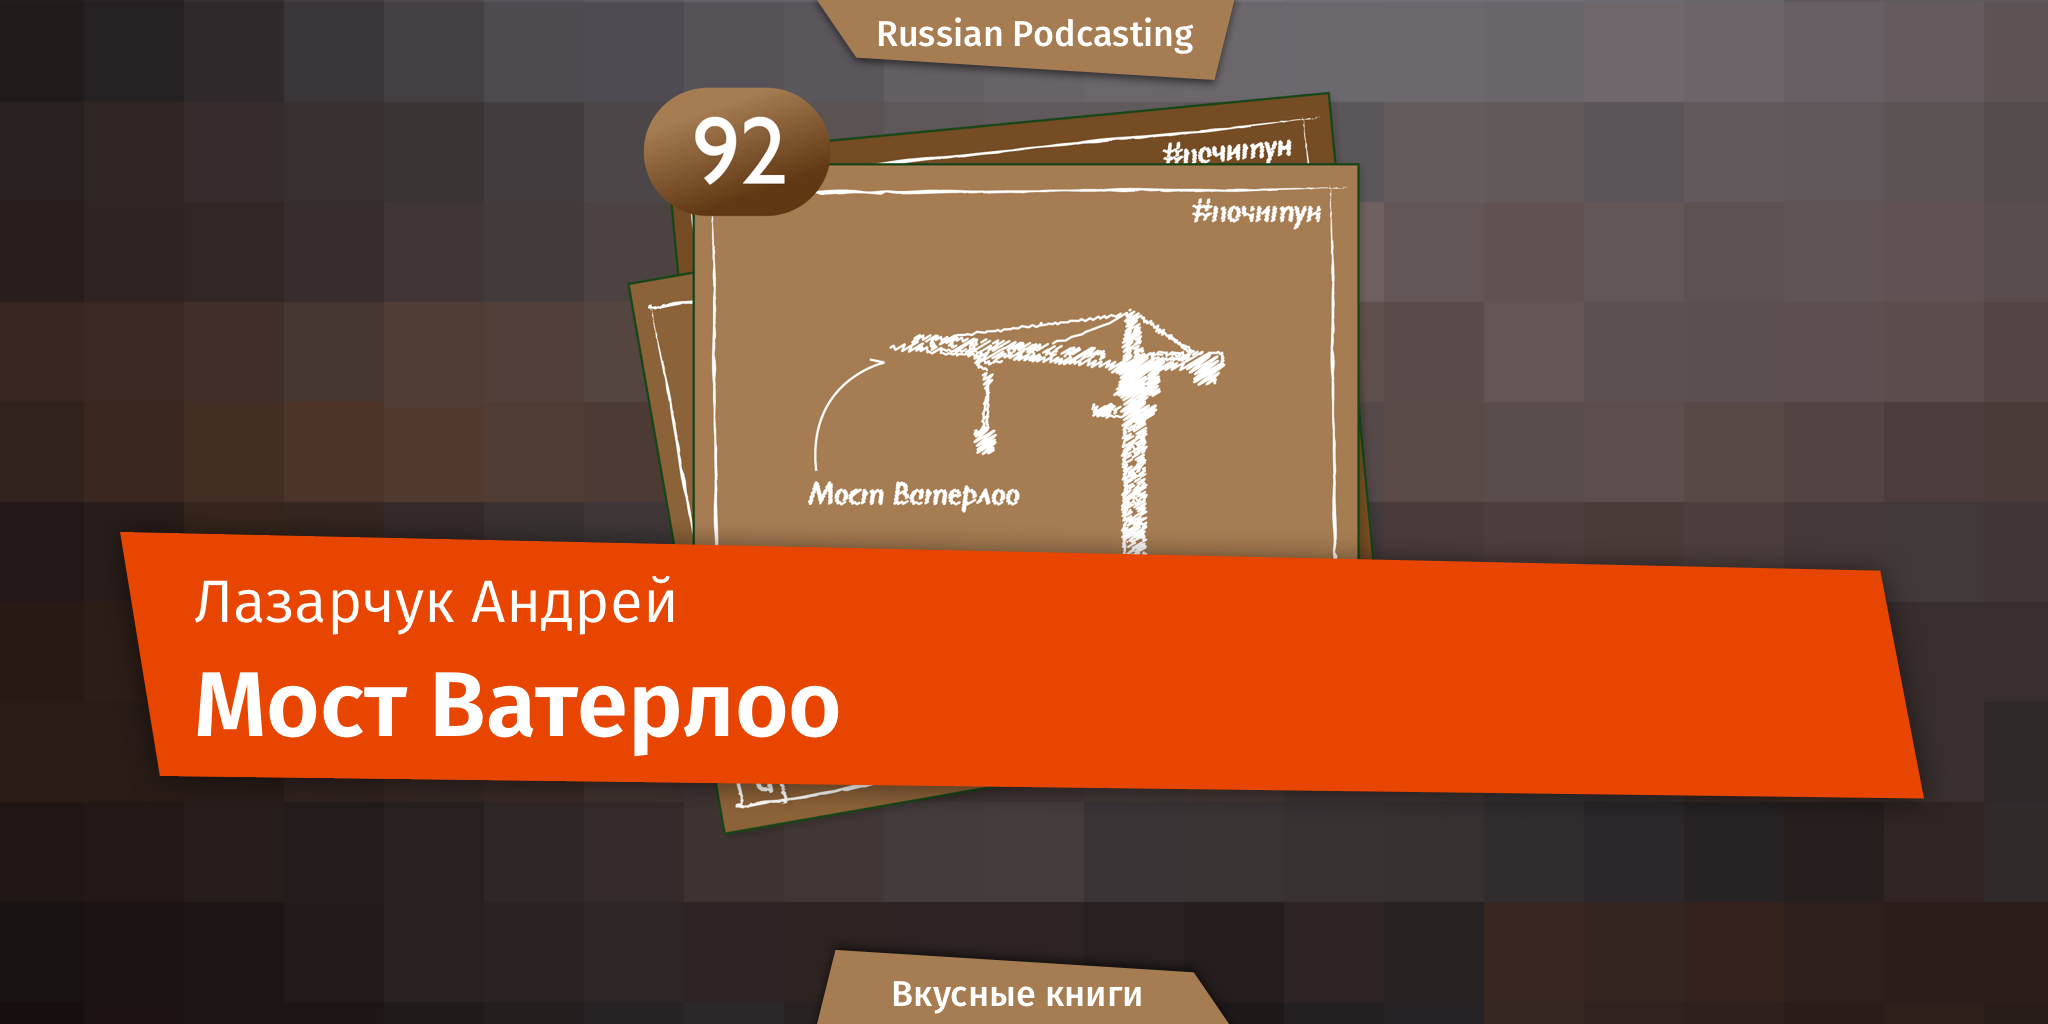 Russian Podcasting
92
#почитун
#почитун
Мост Ватерлоо
Лазарчук Андрей
Мост Ватерлоо
Вкусные книги